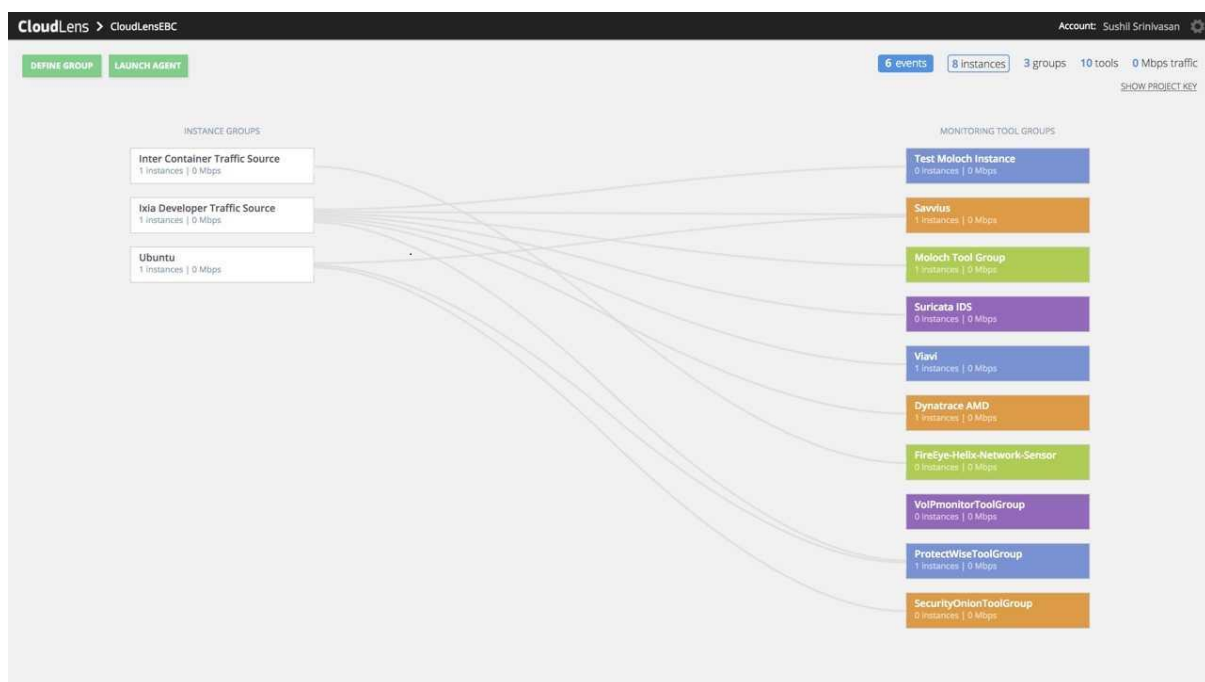 CloudLens > CloudLensEBC
Account: Sushil Srinivasan
DEFINE GROUP
LAUNCH AGENT
6 events
8 instances
3 groups
10 tools
0 Mbps traffic
SHOW PROJECT KEY
INSTANCE GROUPS
Inter Container Traffic Source
1 instances | 0 Mbps
Ixia Developer Traffic Source
1 instances | 0 Mbps
Ubuntu
1 instances | 0 Mbps
MONITORING TOOL GROUPS
Test Moloch Instance
0 instances | 0 Mbps
Savvius
1 instances | 0 Mbps
Moloch Tool Group
1 instances | 0 Mbps
Suricata IDS
0 instances | 0 Mbps
Viavi
1 instances | 0 Mbps
Dynatrace AMD
1 instances | 0 Mbps
FireEye-Helix-Network-Sensor
0 instances | 0 Mbps
VoIPmonitorToolGroup
0 instances | 0 Mbps
ProtectWiseToolGroup
1 instances | 0 Mbps
SecurityOnionToolGroup
0 instances | 0 Mbps